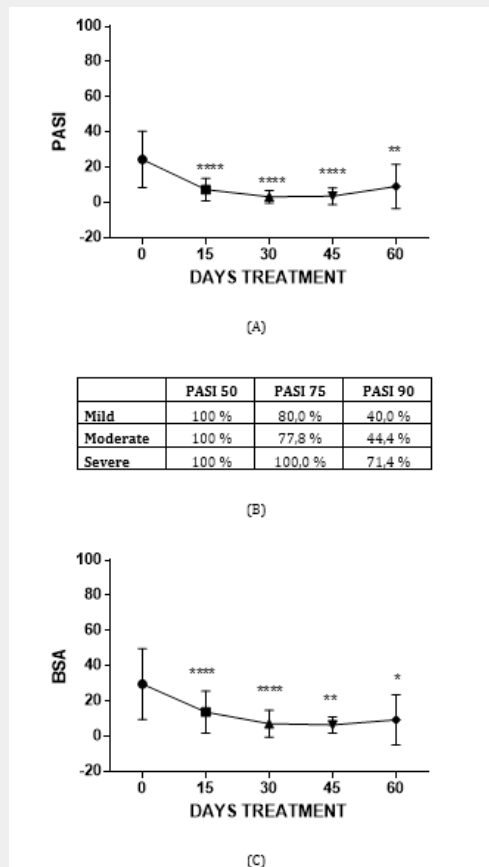 100
80
60
PASI
40
**
****
****
****
20
0
-20
0 15 30 45 60
DAYS TREATMENT
(A)
PASI 50 PASI 75 PASI 90
Mild 100 % 80,0 % 40,0 %
Moderate 100 % 77,8 % 44,4 %
Severe 100 % 100,0 % 71,4 %
(B)
100
80
60
BSA
40
****
****
**
*
20
0
-20
0 15 30 45 60
DAYS TREATMENT
(C)